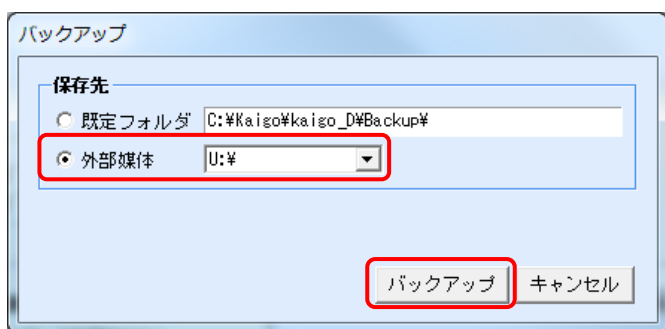 バックアップ
保存先
既定フォルダ C:¥Kaigo¥kaigo_D¥Backup¥
外部媒体 U:¥
バックアップ キャンセル